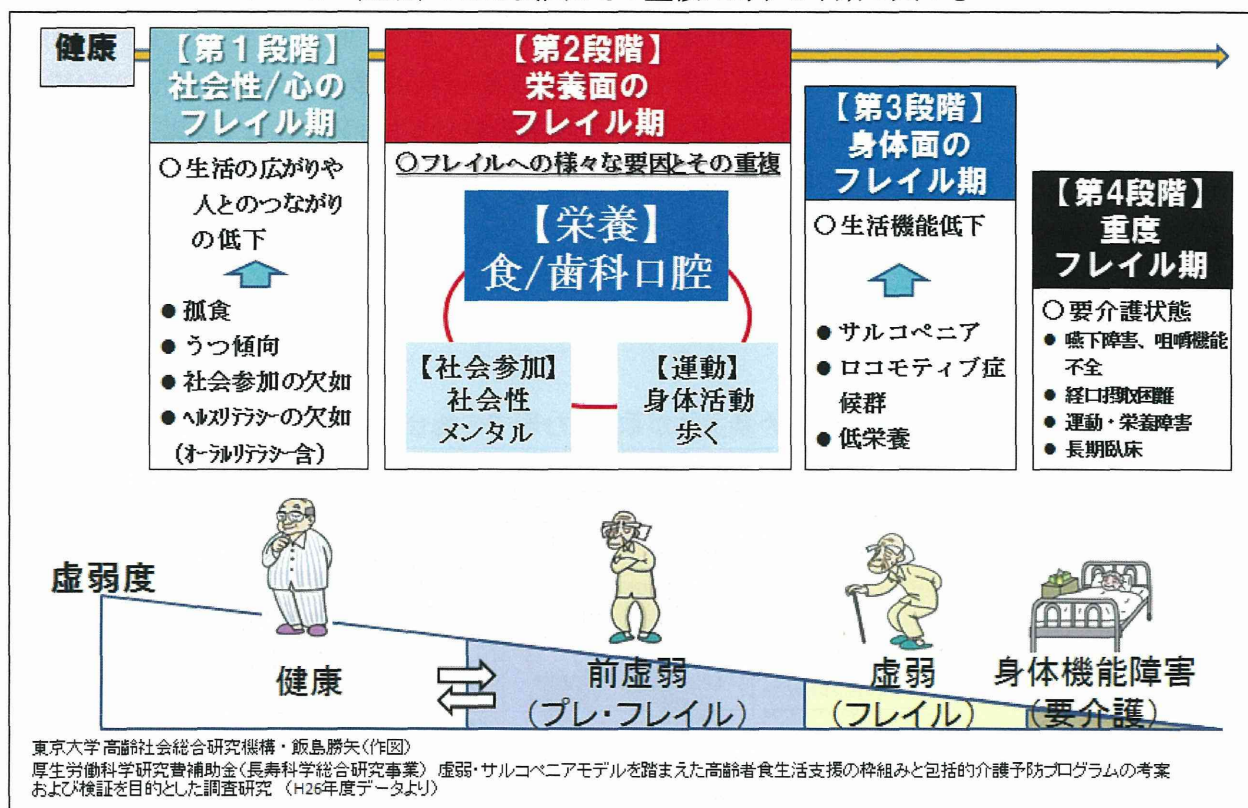 健康
【第１段階】
社会性/心の
フレイル期
○生活の広がりや
人とのつながり
の低下
● 孤食
● うつ傾向
● 社会参加の欠如
● ヘルスリテラシーの欠如
(オーラルリテラシー含)
【第2段階】
栄養面の
フレイル期
○フレイルへの様々な要因とその重複
【栄養】
食/歯科口腔
【社会参加】
社会性
メンタル
【運動】
身体活動
歩く
【第3段階】
身体面の
フレイル期
○生活機能低下
● サルコペニア
● ロコモティブ症
候群
● 低栄養
【第4段階】
重度
フレイル期
○要介護状態
● 嚥下障害、咀嚼機能
不全
● 経口摂取困難
● 運動・栄養障害
● 長期臥床
虚弱度
健康
前虚弱
(プレ・フレイル)
虚弱
(フレイル)
身体機能障害
(要介護)
東京大学 高齢社会総合研究機構・飯島勝矢(作図)
厚生労働科学研究費補助金(長寿科学総合研究事業) 虚弱・サルコペニアモデルを踏まえた高齢者食生活支援の枠組みと包括的介護予防プログラムの考案
および検証を目的とした調査研究 (H26年度データより)